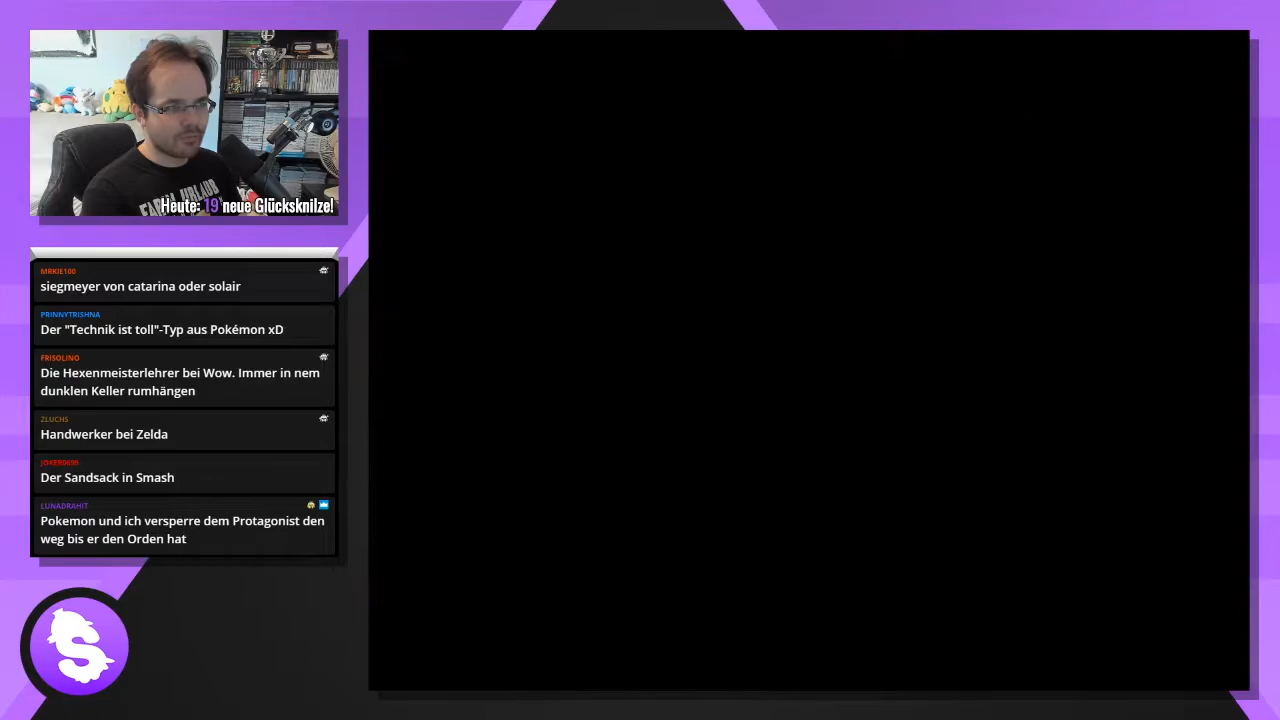 Heute: 19 neue Glücksknilze!
MRKIE100
siegmeyer von catarina oder solair
PRINNYTRISHNA
Der "Technik ist toll"-Typ aus Pokémon xD
FRISOLINO
Die Hexenmeisterlehrer bei Wow. Immer in nem
dunklen Keller rumhängen
ZLUCHS
Handwerker bei Zelda
JOKER0695
Der Sandsack in Smash
LUNADRAHIT
Pokemon und ich versperre dem Protagonist den
weg bis er den Orden hat
S